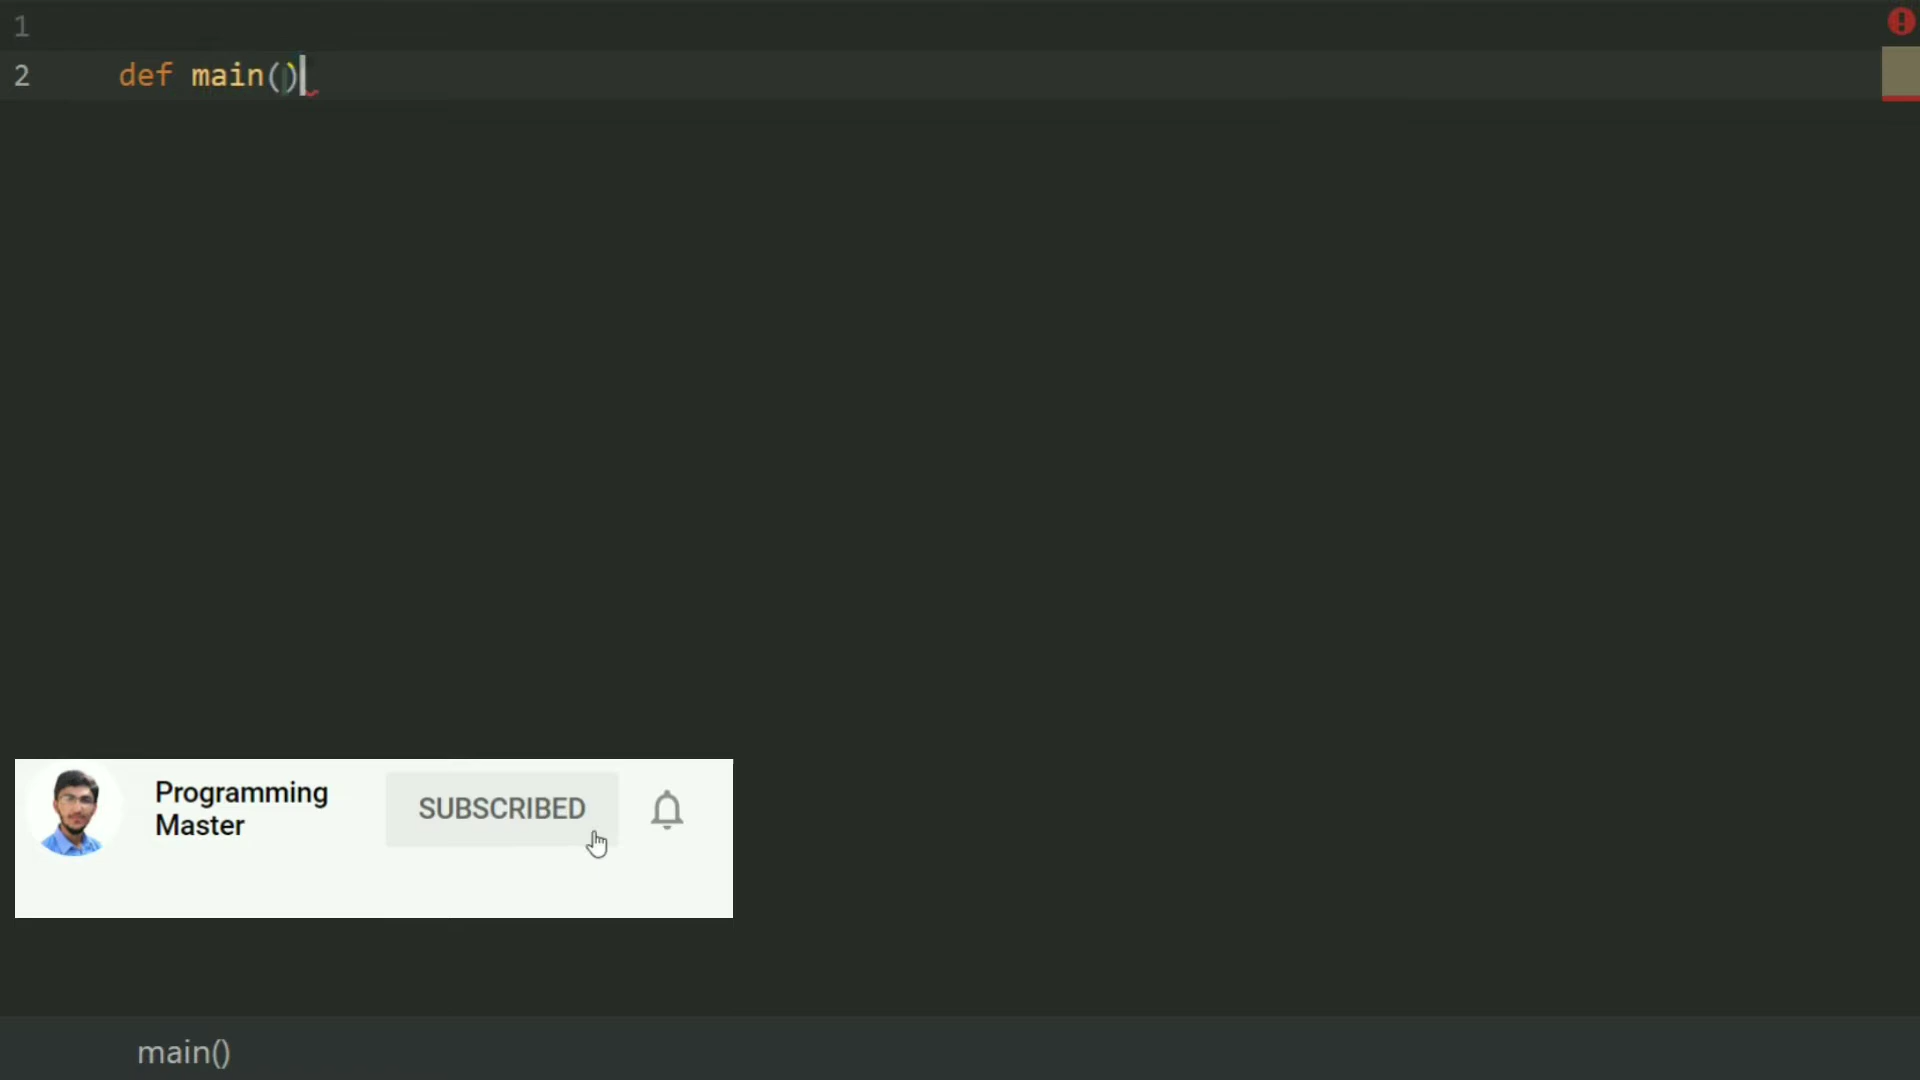 1
2 def main()
Programming
Master
SUBSCRIBED
main()